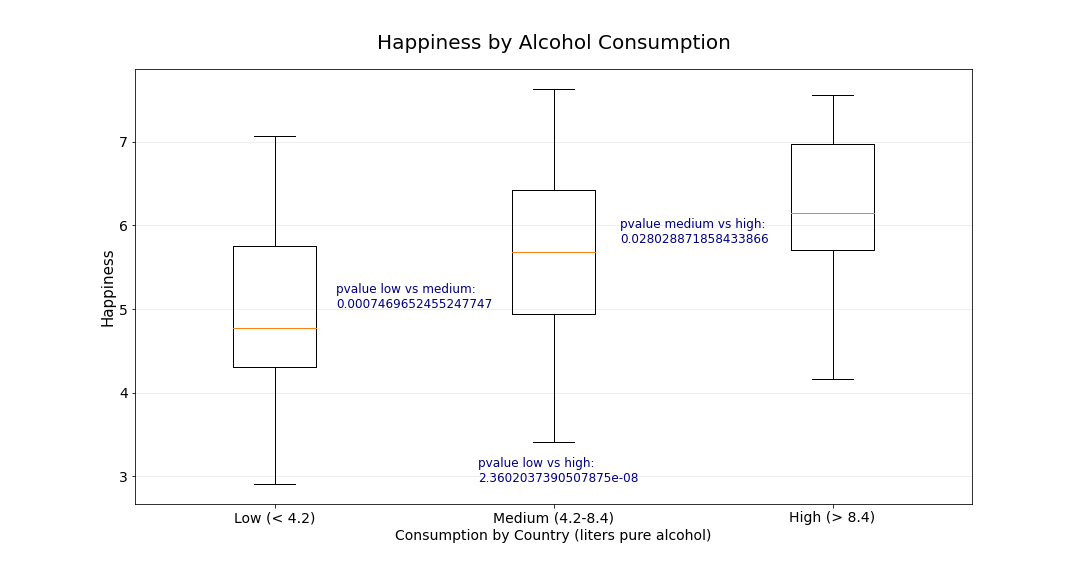 Happiness by Alcohol Consumption
7
6
5
4
3
Happiness
pvalue low vs medium:
0.0007469652455247747
pvalue medium vs high:
0.028028871858433866
pvalue low vs high:
2.3602037390507875e-08
Low (< 4.2)
Medium (4.2-8.4)
High (> 8.4)
Consumption by Country (liters pure alcohol)